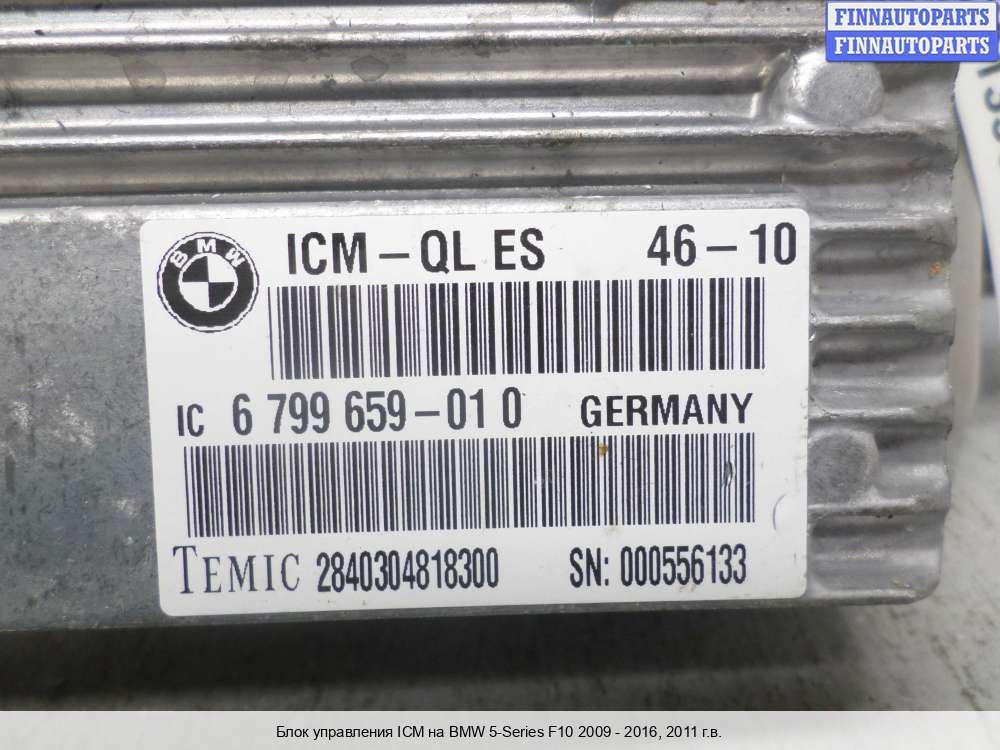 FINNAUTOPARTS
FINNAUTOPARTS
BMW
ICM – QL ES 46 – 10
IC 6 799 659 – 01 0 GERMANY
TEMIC 2840304818300 SN: 000556133
Блок управления ICM на BMW 5-Series F10 2009 - 2016, 2011 г.в.